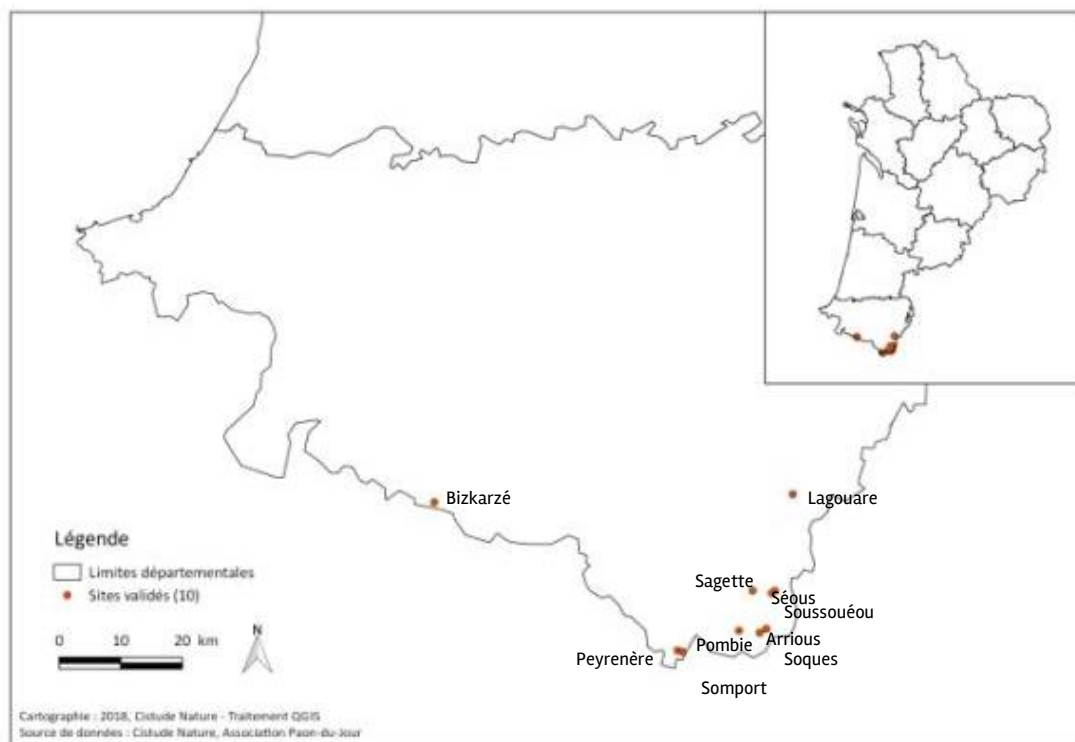 Bizkarzé
Lagouare
Légende
Limites départementales
Sites validés (10)
Sagette
Séous
Soussouéou
0 10 20 km
N
Pombie
Arrious
Peyrenère
Soques
Somport
Cartographie : 2018, Cistude Nature - Traitement QGIS
Source de données : Cistude Nature, Association Paon-du-Jour